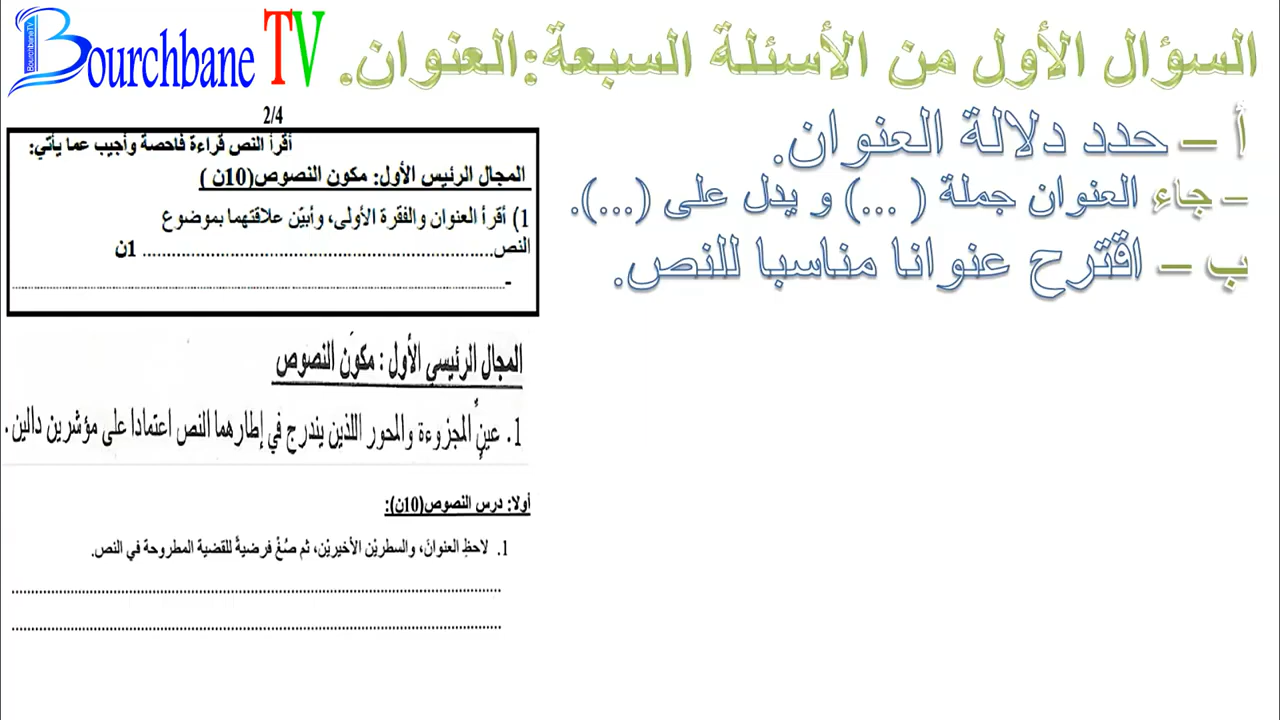 Bourchbane TV
السؤال الأول من الأسئلة السبعة:العنوان.
أ – حدد دلالة العنوان.
– جاء العنوان جملة ( ...) و يدل على (...).
ب – اقترح عنوانا مناسبا للنص.
2/4
أقرأ النص قراءة فاحصة وأجيب عما يأتي:
المجال الرئيس الأول: مكون النصوص(10ن )
1) أقرأ العنوان والفقرة الأولى، وأبيّن علاقتهما بموضوع
النص............................................................... 1ن
-...............................................................
المجال الرئيسي الأول : مكوّن النصوص
1. عينِ المجزوءة والمحور اللذين يندرج في إطارهما النص اعتمادا على مؤشرين دالين.
أولا: درس النصوص(10ن):
1. لاحظِ العنوانَ، والسطريْن الأخيريْن، ثم صُغْ فرضيةً للقضية المطروحة في النص.
...............................................................
...............................................................